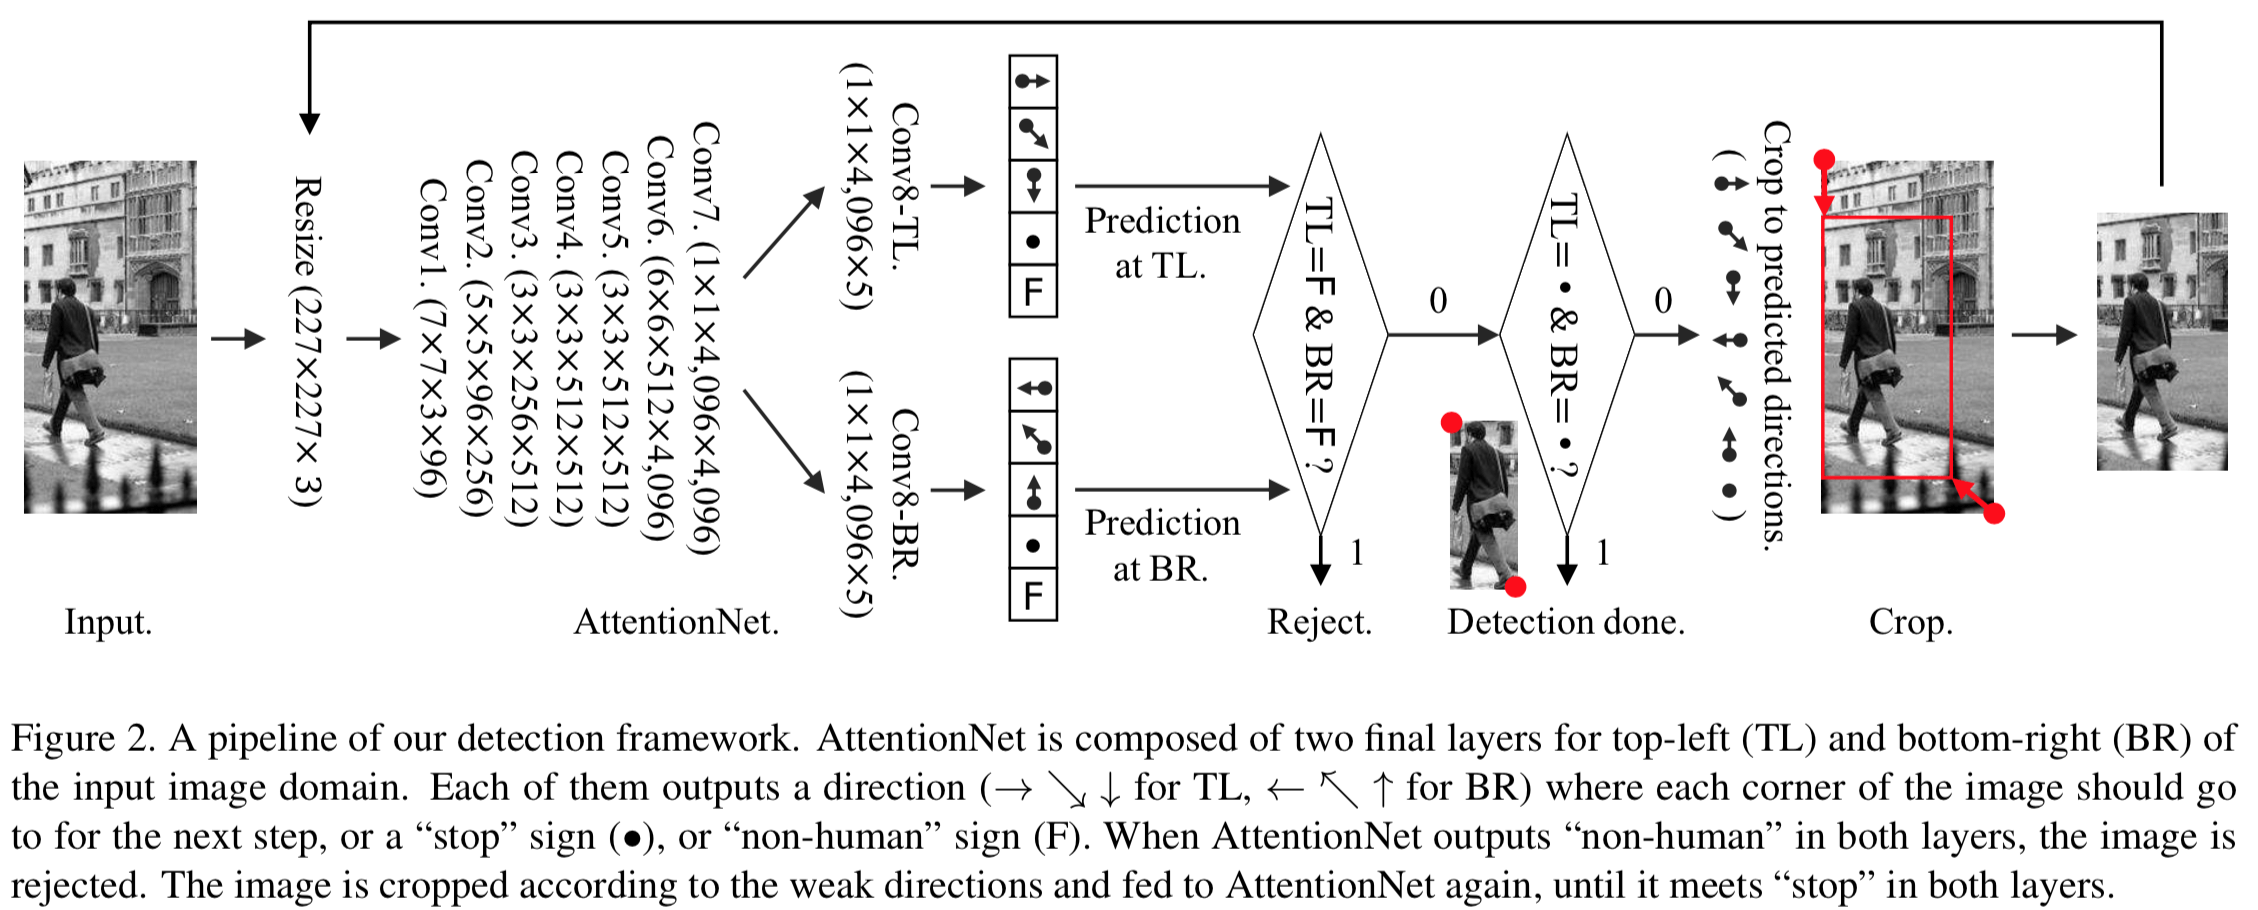 Resize (227×227× 3)
Conv1. (7×7×3×96)
Conv2. (5×5×96×256)
Conv3. (3×3×256×512)
Conv4. (3×3×512×512)
Conv5. (3×3×512×512)
Conv6. (6×6×512×4,096)
Conv7. (1×1×4,096×4,096)
Conv8-TL.
(1×1×4,096×5)
Conv8-BR.
(1×1×4,096×5)
F
F
Prediction
at TL.
Prediction
at BR.
TL=F & BR=F ?
0
1
TL= • & BR= • ?
0
1
Crop to predicted directions.
( • )
Input.
AttentionNet.
Reject.
Detection done.
Crop.
Figure 2. A pipeline of our detection framework. AttentionNet is composed of two final layers for top-left (TL) and bottom-right (BR) of
the input image domain. Each of them outputs a direction (→ ↘ ↓ for TL, ← ↖ ↑ for BR) where each corner of the image should go
to for the next step, or a “stop” sign (•), or “non-human” sign (F). When AttentionNet outputs “non-human” in both layers, the image is
rejected. The image is cropped according to the weak directions and fed to AttentionNet again, until it meets “stop” in both layers.